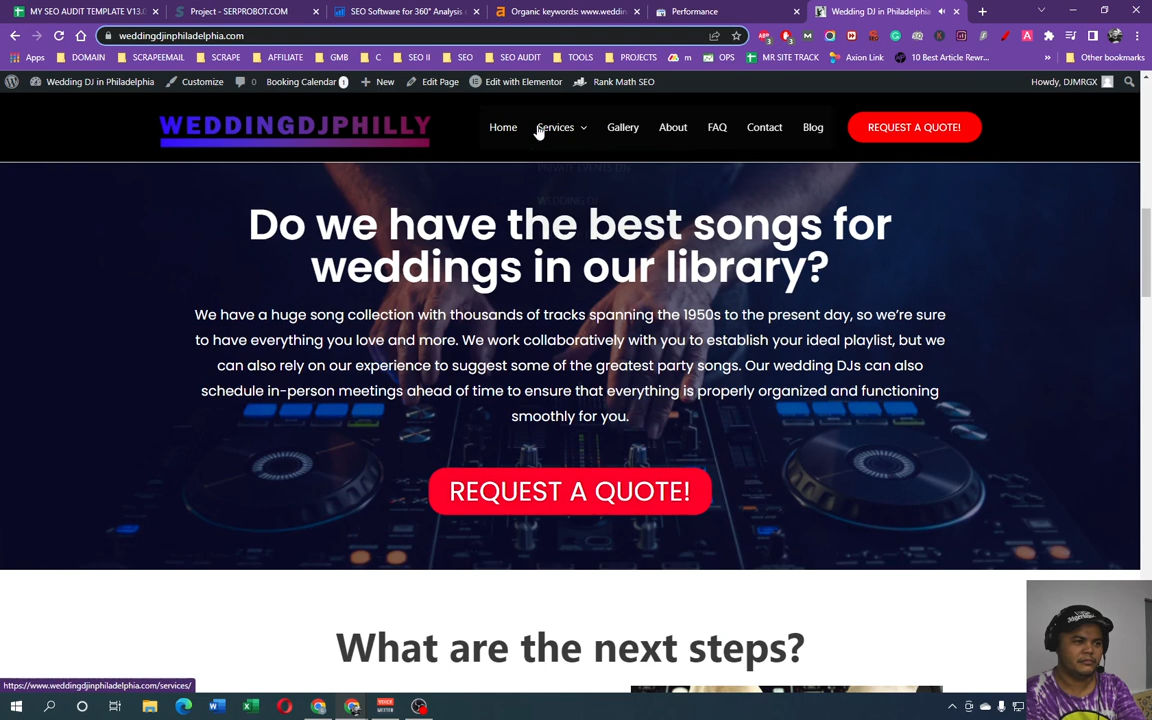 MY SEO AUDIT TEMPLATE V13.0
Project - SERPROBOT.COM
SEO Software for 360° Analysis
Organic keywords: www.weddin
Performance
Wedding DJ in Philadelphia
weddingdjinphiladelphia.com
Apps
DOMAIN
SCRAPEEMAIL
SCRAPE
AFFILIATE
GMB
C
SEO II
SEO
SEO AUDIT
TOOLS
PROJECTS
m
OPS
MR SITE TRACK
Axion Link
10 Best Article Rewr...
Other bookmarks
Wedding DJ in Philadelphia
Customize
0
Booking Calendar 1
New
Edit Page
Edit with Elementor
Rank Math SEO
Howdy, DJMRGX
WEDDINGDJPHILLY
Home
Services
Gallery
About
FAQ
Contact
Blog
REQUEST A QUOTE!
PRIVATE EVENTS DJ
WEDDING DJ
Do we have the best songs for
weddings in our library?
We have a huge song collection with thousands of tracks spanning the 1950s to the present day, so we're sure
to have everything you love and more. We work collaboratively with you to establish your ideal playlist, but we
can also rely on our experience to suggest some of the greatest party songs. Our wedding DJs can also
schedule in-person meetings ahead of time to ensure that everything is properly organized and functioning
smoothly for you.
REQUEST A QUOTE!
What are the next steps?
https://www.weddingdjinphiladelphia.com/services/